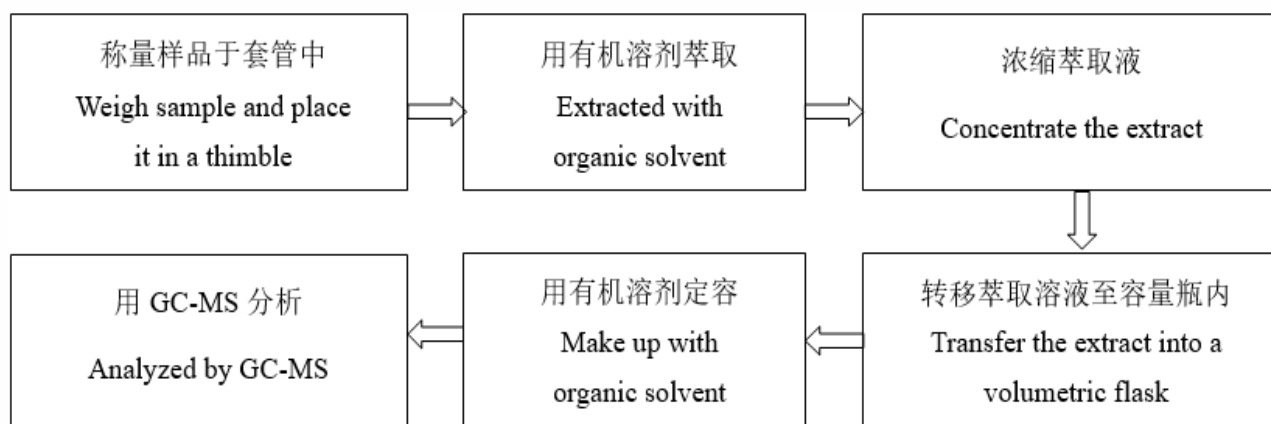 称量样品于套管中
Weigh sample and place
it in a thimble
用有机溶剂萃取
Extracted with
organic solvent
浓缩萃取液
Concentrate the extract
转移萃取溶液至容量瓶内
Transfer the extract into a
volumetric flask
用有机溶剂定容
Make up with
organic solvent
用 GC-MS 分析
Analyzed by GC-MS